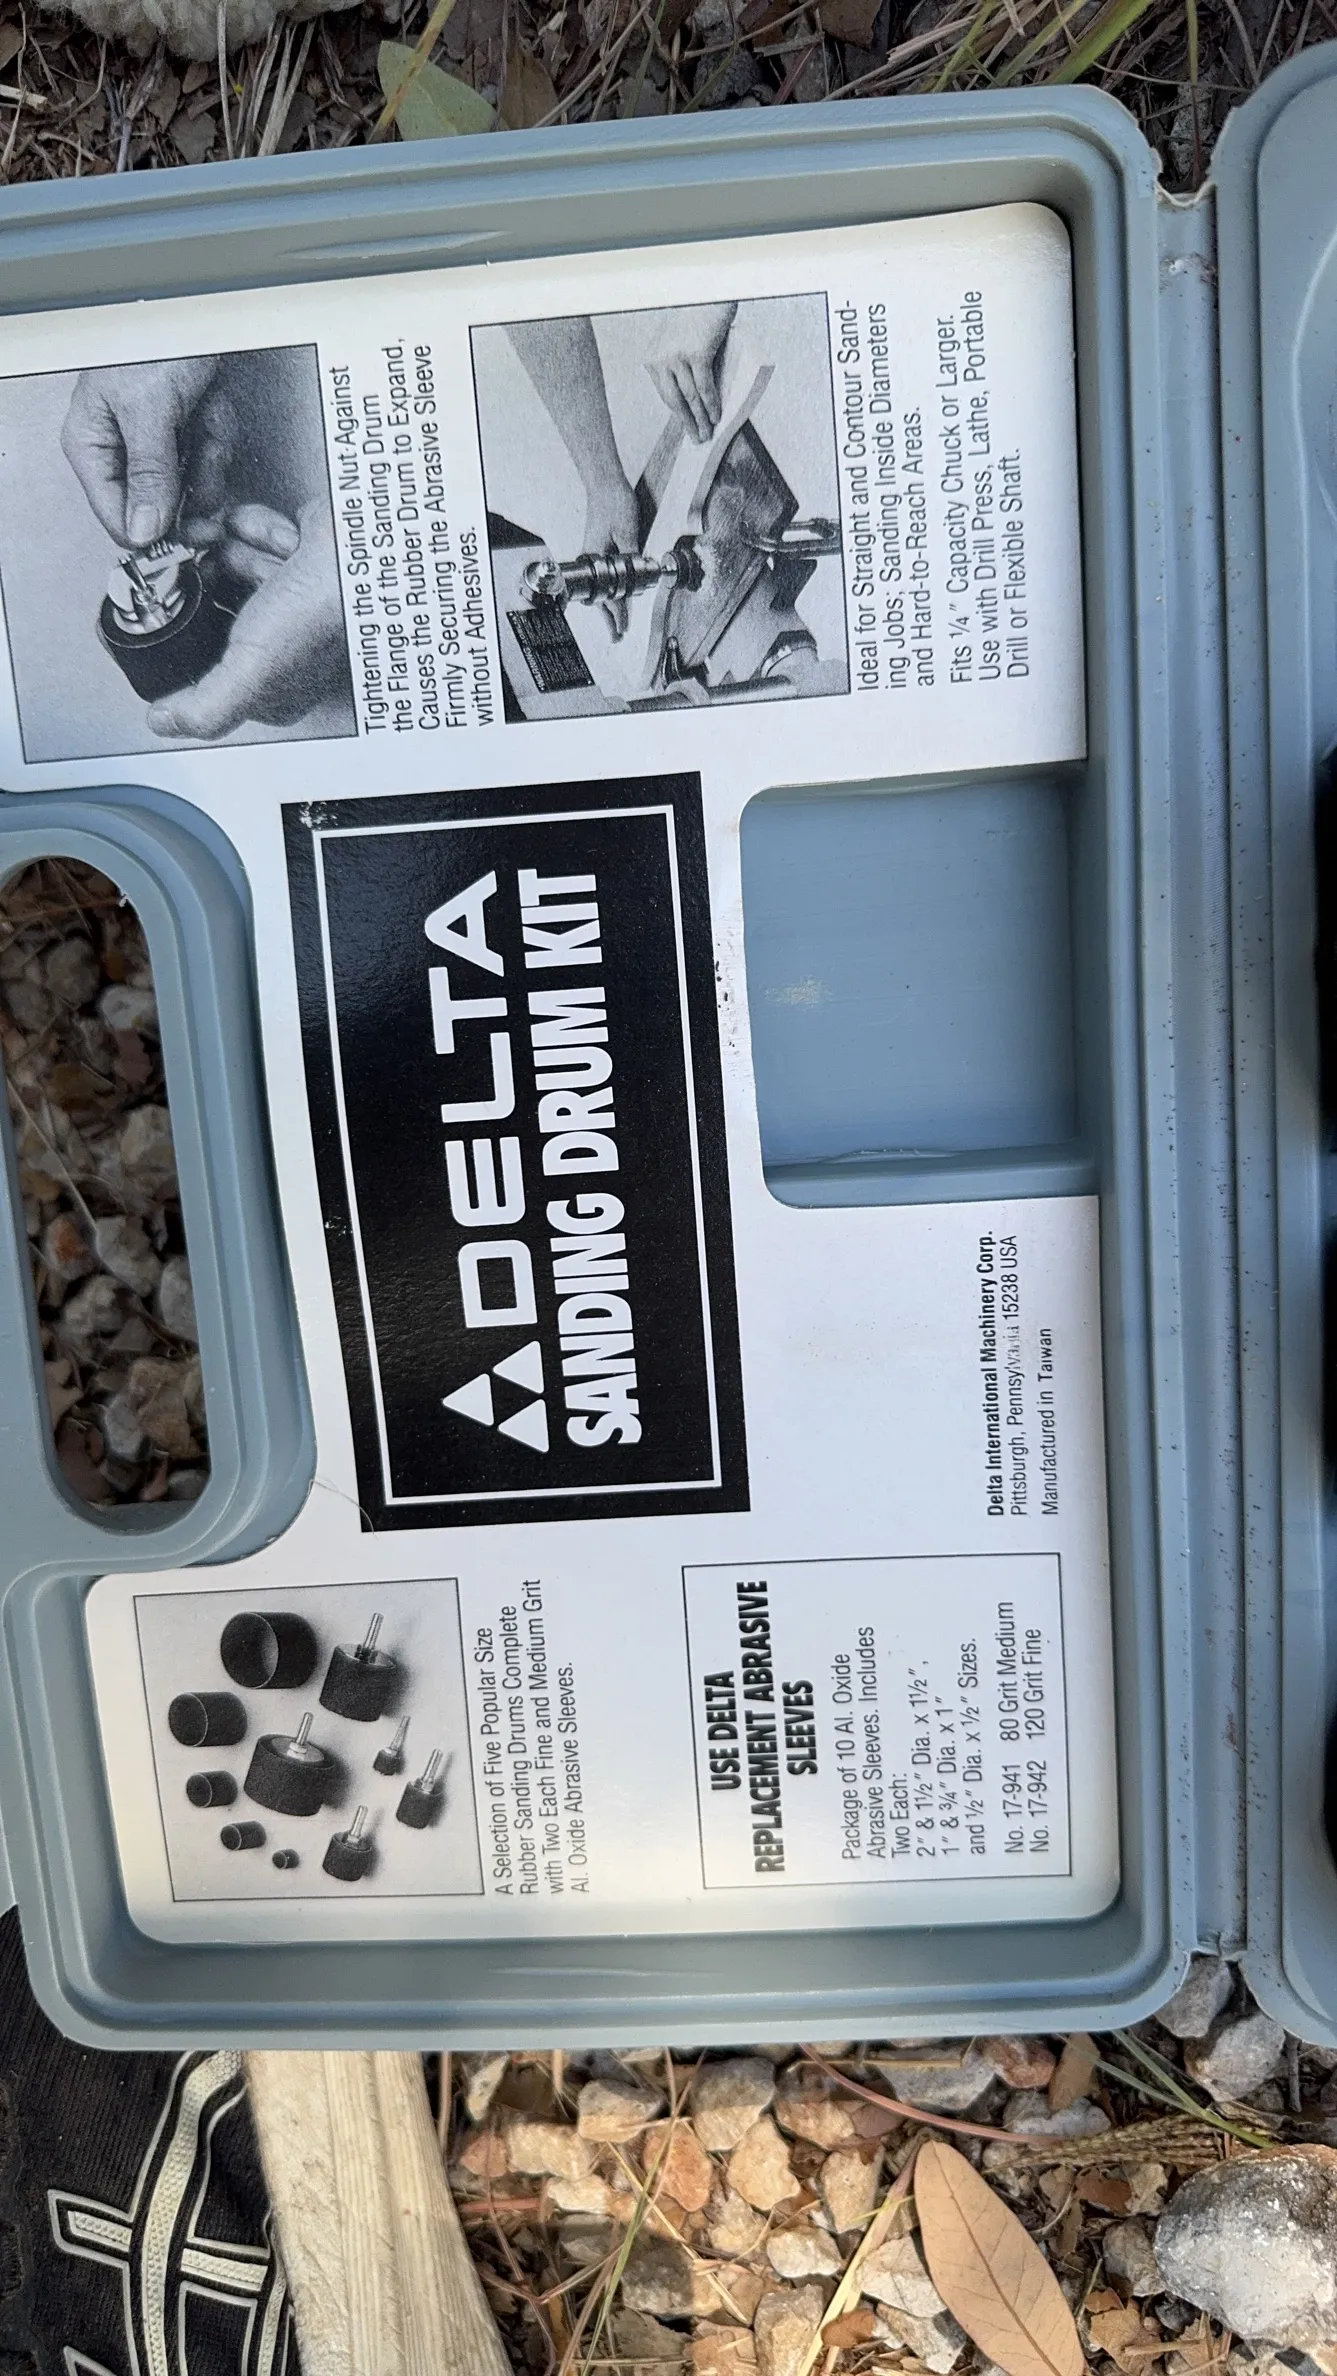 A Selection of Five Popular Size
Rubber Sanding Drums Complete
with Two Each Fine and Medium Grit
Al. Oxide Abrasive Sleeves.
USE DELTA
REPLACEMENT ABRASIVE
SLEEVES
Package of 10 Al. Oxide
Abrasive Sleeves. Includes
Two Each:
2" & 1½" Dia. x 1½",
1" & ¾" Dia. x 1"
and ½" Dia. x ½" Sizes.
No. 17-941 80 Grit Medium
No. 17-942 120 Grit Fine
DELTA
SANDING DRUM KIT
Delta International Machinery Corp.
Pittsburgh, Pennsylvania 15238 USA
Manufactured in Taiwan
Tightening the Spindle Nut Against
the Flange of the Sanding Drum
Causes the Rubber Drum to Expand,
Firmly Securing the Abrasive Sleeve
without Adhesives.
Ideal for Straight and Contour Sand-
ing Jobs; Sanding Inside Diameters
and Hard-to-Reach Areas.
Fits ¼" Capacity Chuck or Larger.
Use with Drill Press, Lathe, Portable
Drill or Flexible Shaft.